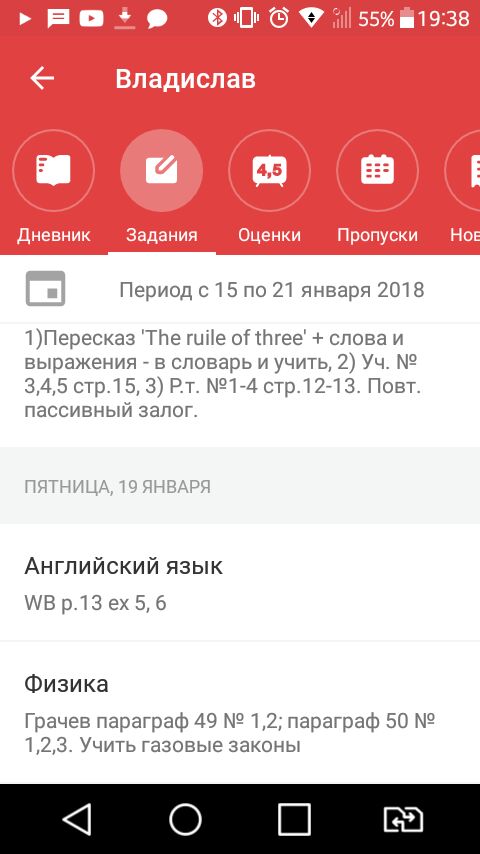 55% 19:38
Владислав
4,5
Дневник Задания Оценки Пропуски Нов
Период с 15 по 21 января 2018
1)Пересказ 'The ruile of three' + слова и
выражения - в словарь и учить, 2) Уч. №
3,4,5 стр.15, 3) Р.т. №1-4 стр.12-13. Повт.
пассивный залог.
ПЯТНИЦА, 19 ЯНВАРЯ
Английский язык
WB p.13 ex 5, 6
Физика
Грачев параграф 49 № 1,2; параграф 50 №
1,2,3. Учить газовые законы